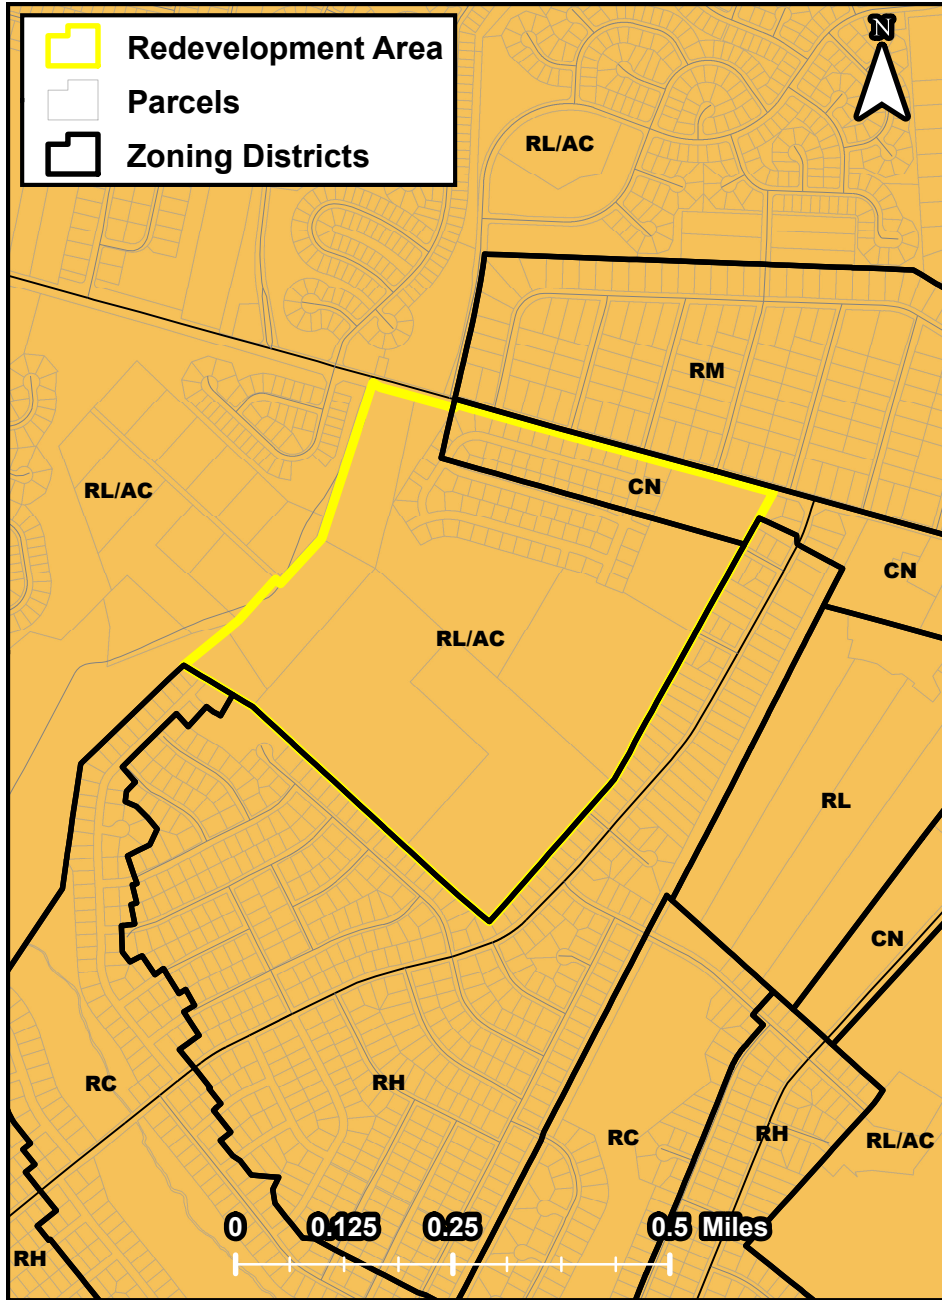 Redevelopment Area
Parcels
Zoning Districts
N
RL/AC
RM
RL/AC
CN
CN
RL/AC
RL
CN
RC
RH
RC
RH
RL/AC
RH
0 0.125 0.25 0.5 Miles